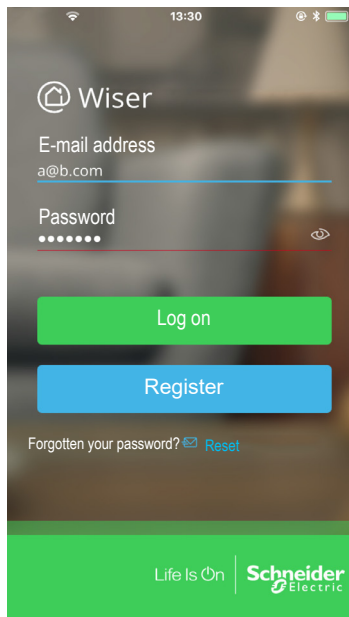 13:30
Wiser
E-mail address
a@b.com
Password
•••••••
Log on
Register
Forgotten your password? Reset
Life Is On Schneider
Electric